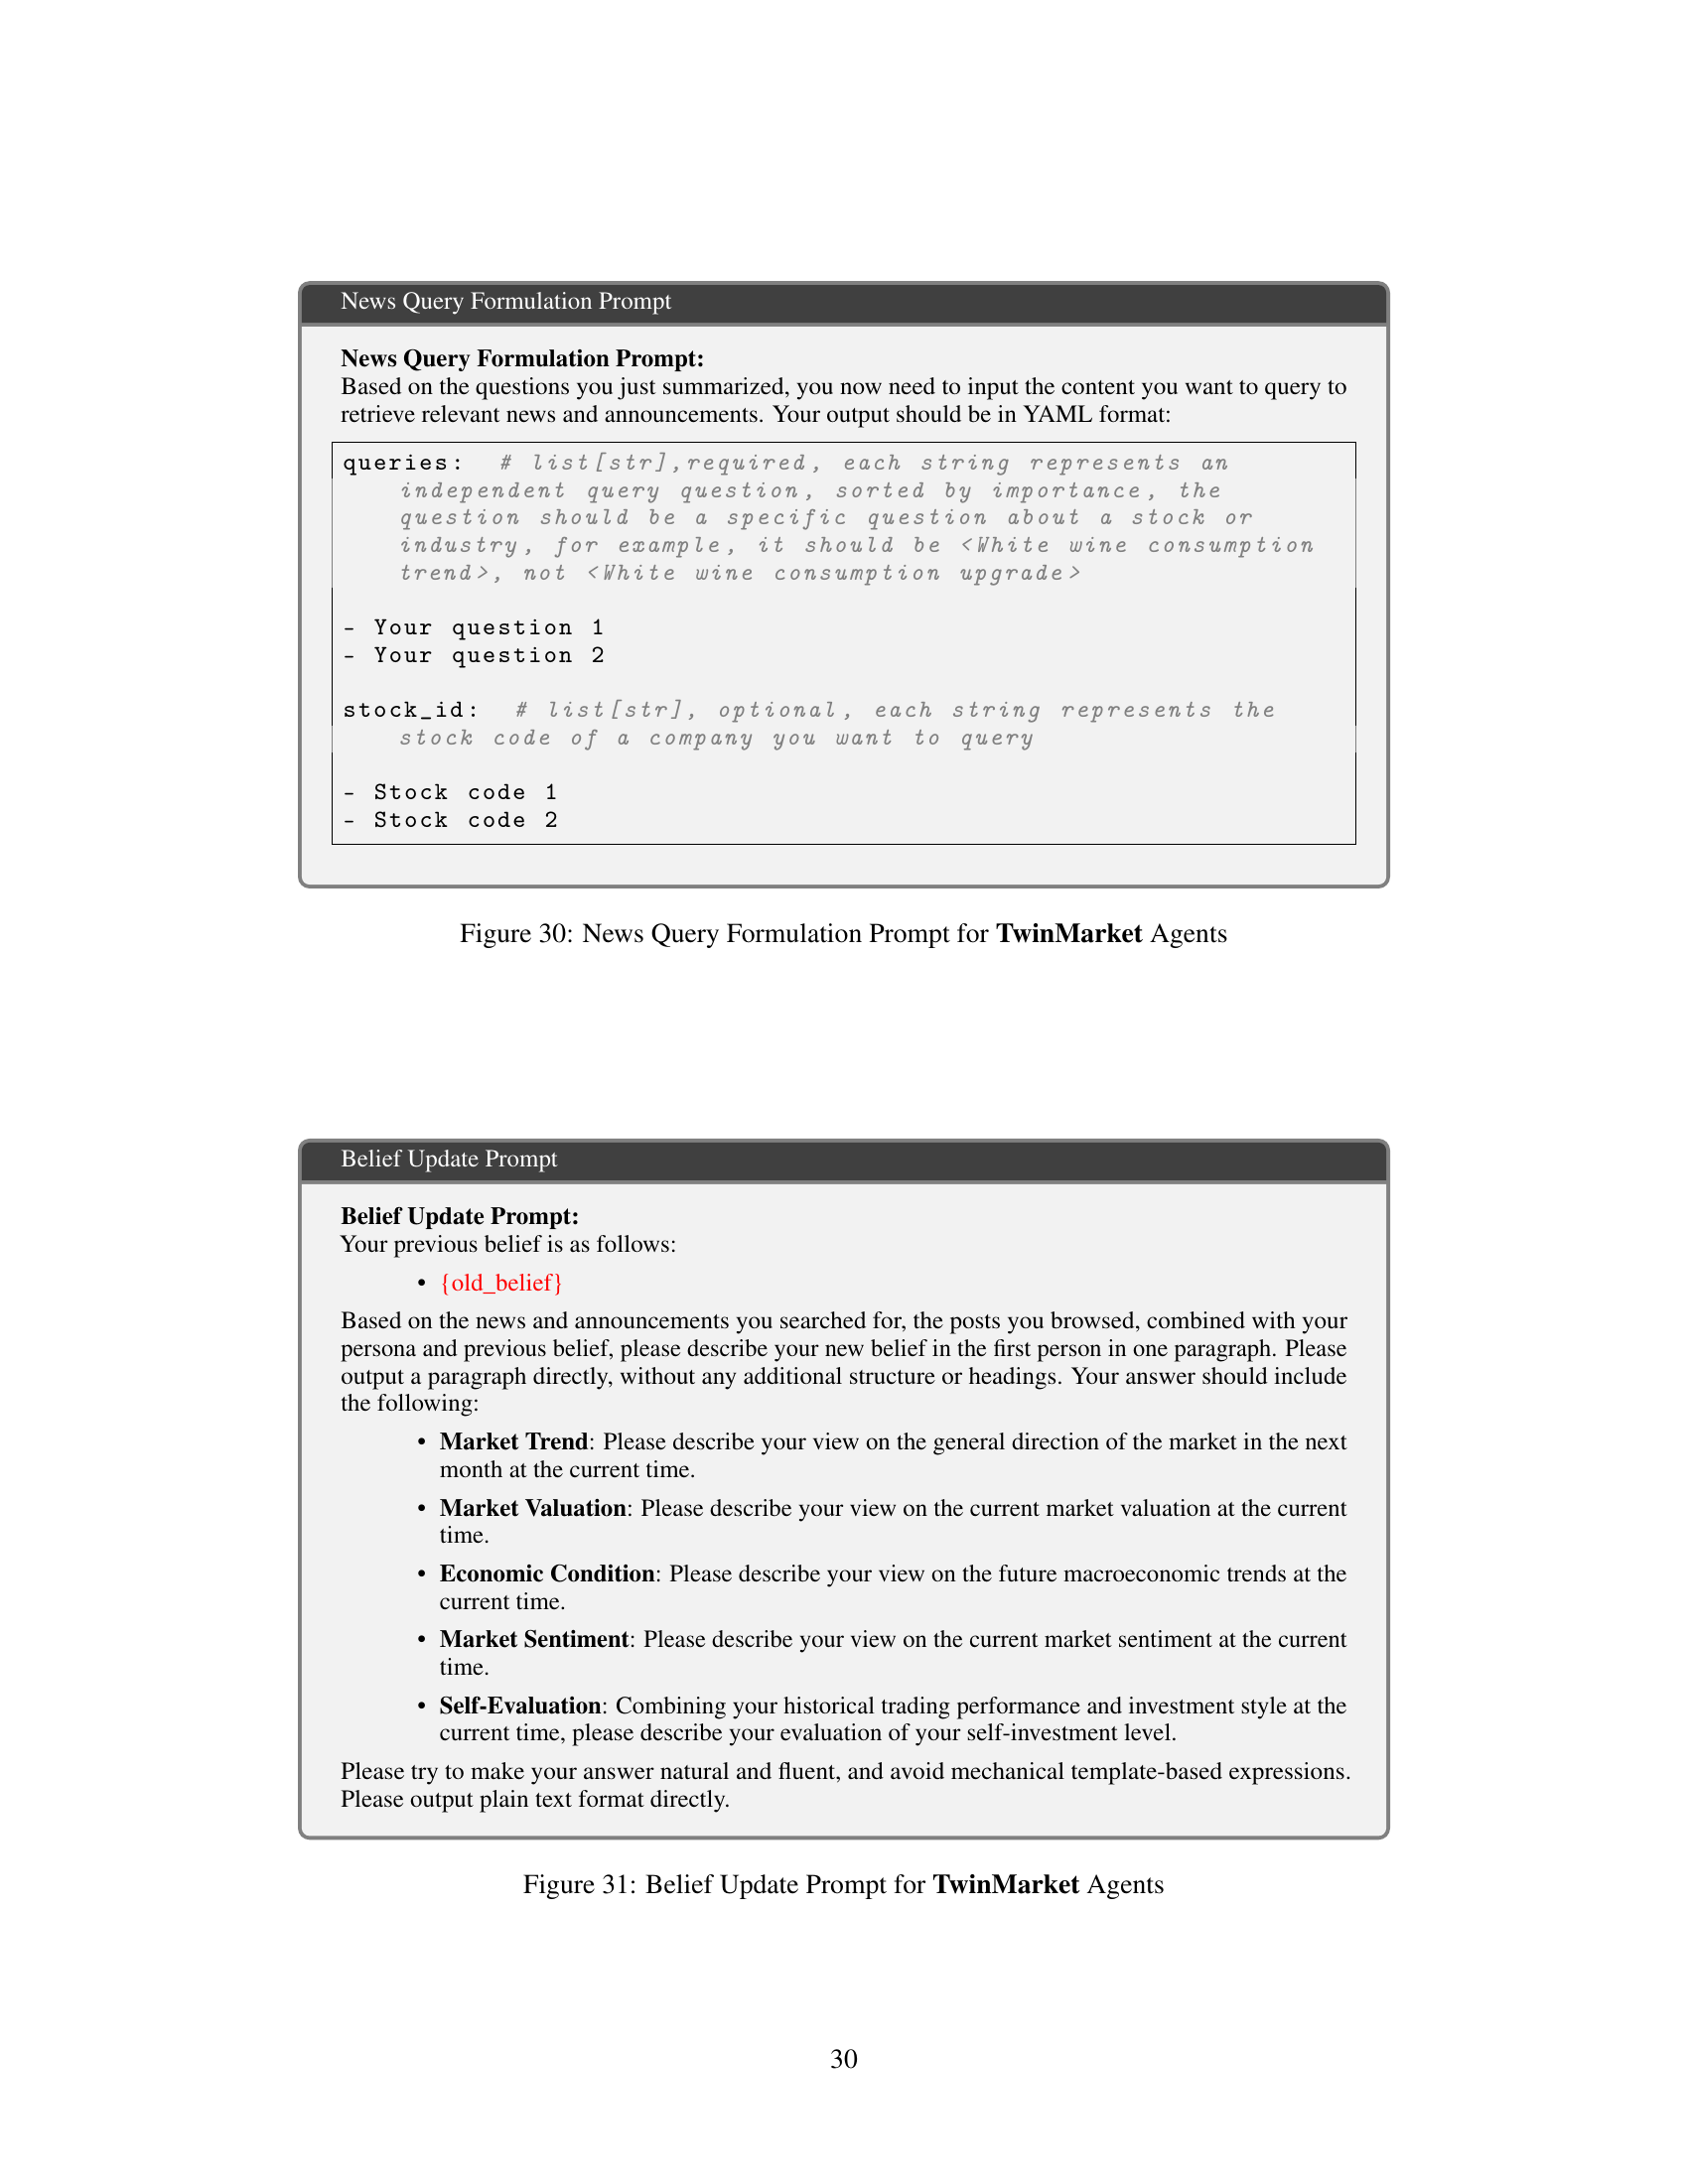 News Query Formulation Prompt
News Query Formulation Prompt:
Based on the questions you just summarized, you now need to input the content you want to query to
retrieve relevant news and announcements. Your output should be in YAML format:
queries: # list[str],required, each string represents an
independent query question, sorted by importance, the
question should be a specific question about a stock or
industry, for example, it should be <White wine consumption
trend>, not <White wine consumption upgrade>
- Your question 1
- Your question 2
stock_id: # list[str], optional, each string represents the
stock code of a company you want to query
- Stock code 1
- Stock code 2
Figure 30: News Query Formulation Prompt for TwinMarket Agents
Belief Update Prompt
Belief Update Prompt:
Your previous belief is as follows:
• {old_belief}
Based on the news and announcements you searched for, the posts you browsed, combined with your
persona and previous belief, please describe your new belief in the first person in one paragraph. Please
output a paragraph directly, without any additional structure or headings. Your answer should include
the following:
• Market Trend: Please describe your view on the general direction of the market in the next
month at the current time.
• Market Valuation: Please describe your view on the current market valuation at the current
time.
• Economic Condition: Please describe your view on the future macroeconomic trends at the
current time.
• Market Sentiment: Please describe your view on the current market sentiment at the current
time.
• Self-Evaluation: Combining your historical trading performance and investment style at the
current time, please describe your evaluation of your self-investment level.
Please try to make your answer natural and fluent, and avoid mechanical template-based expressions.
Please output plain text format directly.
Figure 31: Belief Update Prompt for TwinMarket Agents
30